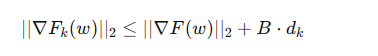 ||∇F_k(w)||_2 ≤ ||∇F(w)||_2 + B · d_k